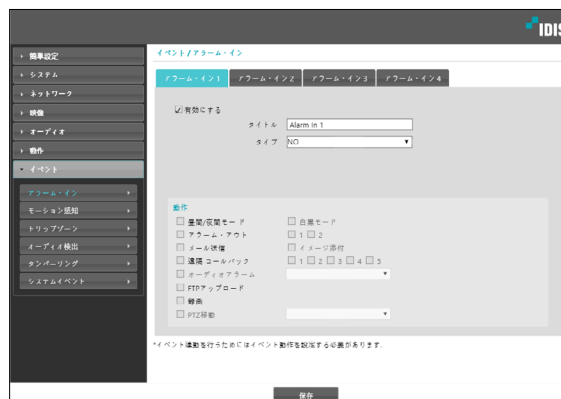 IDIS
簡単設定
システム
ネットワーク
映像
オーディオ
動作
イベント
アラーム・イン
モーション感知
トリップゾーン
オーディオ検出
タンパーリング
システムイベント
イベント / アラーム・イン
アラーム・イン1 アラーム・イン2 アラーム・イン3 アラーム・イン4
有効にする
タイトル Alarm In 1
タイプ NO
動作
昼間/夜間モード 白黒モード
アラーム・アウト 1 2
メール送信 イメージ添付
遠隔 コールバック 1 2 3 4 5
オーディオアラーム
FTPアップロード
録画
PTZ移動
*イベント連動を行うためにはイベント動作を設定する必要があります.
保存